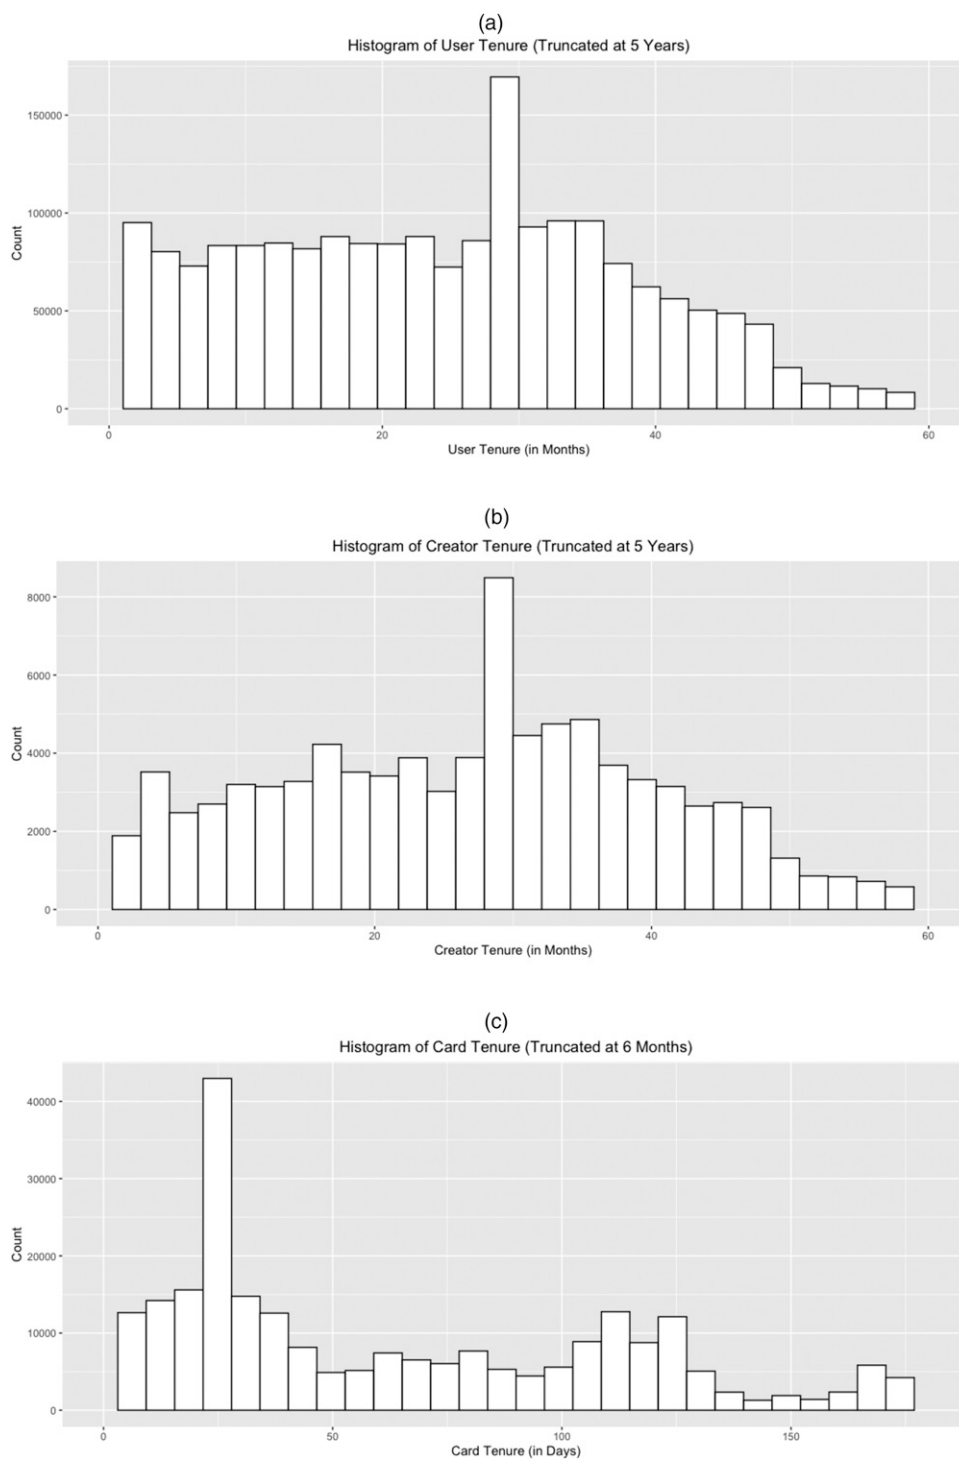 (a)
Histogram of User Tenure (Truncated at 5 Years)
150000
100000
50000
0
Count
0 20 40 60
User Tenure (in Months)
(b)
Histogram of Creator Tenure (Truncated at 5 Years)
8000
6000
4000
2000
0
Count
0 20 40 60
Creator Tenure (in Months)
(c)
Histogram of Card Tenure (Truncated at 6 Months)
40000
30000
20000
10000
0
Count
0 50 100 150
Card Tenure (in Days)